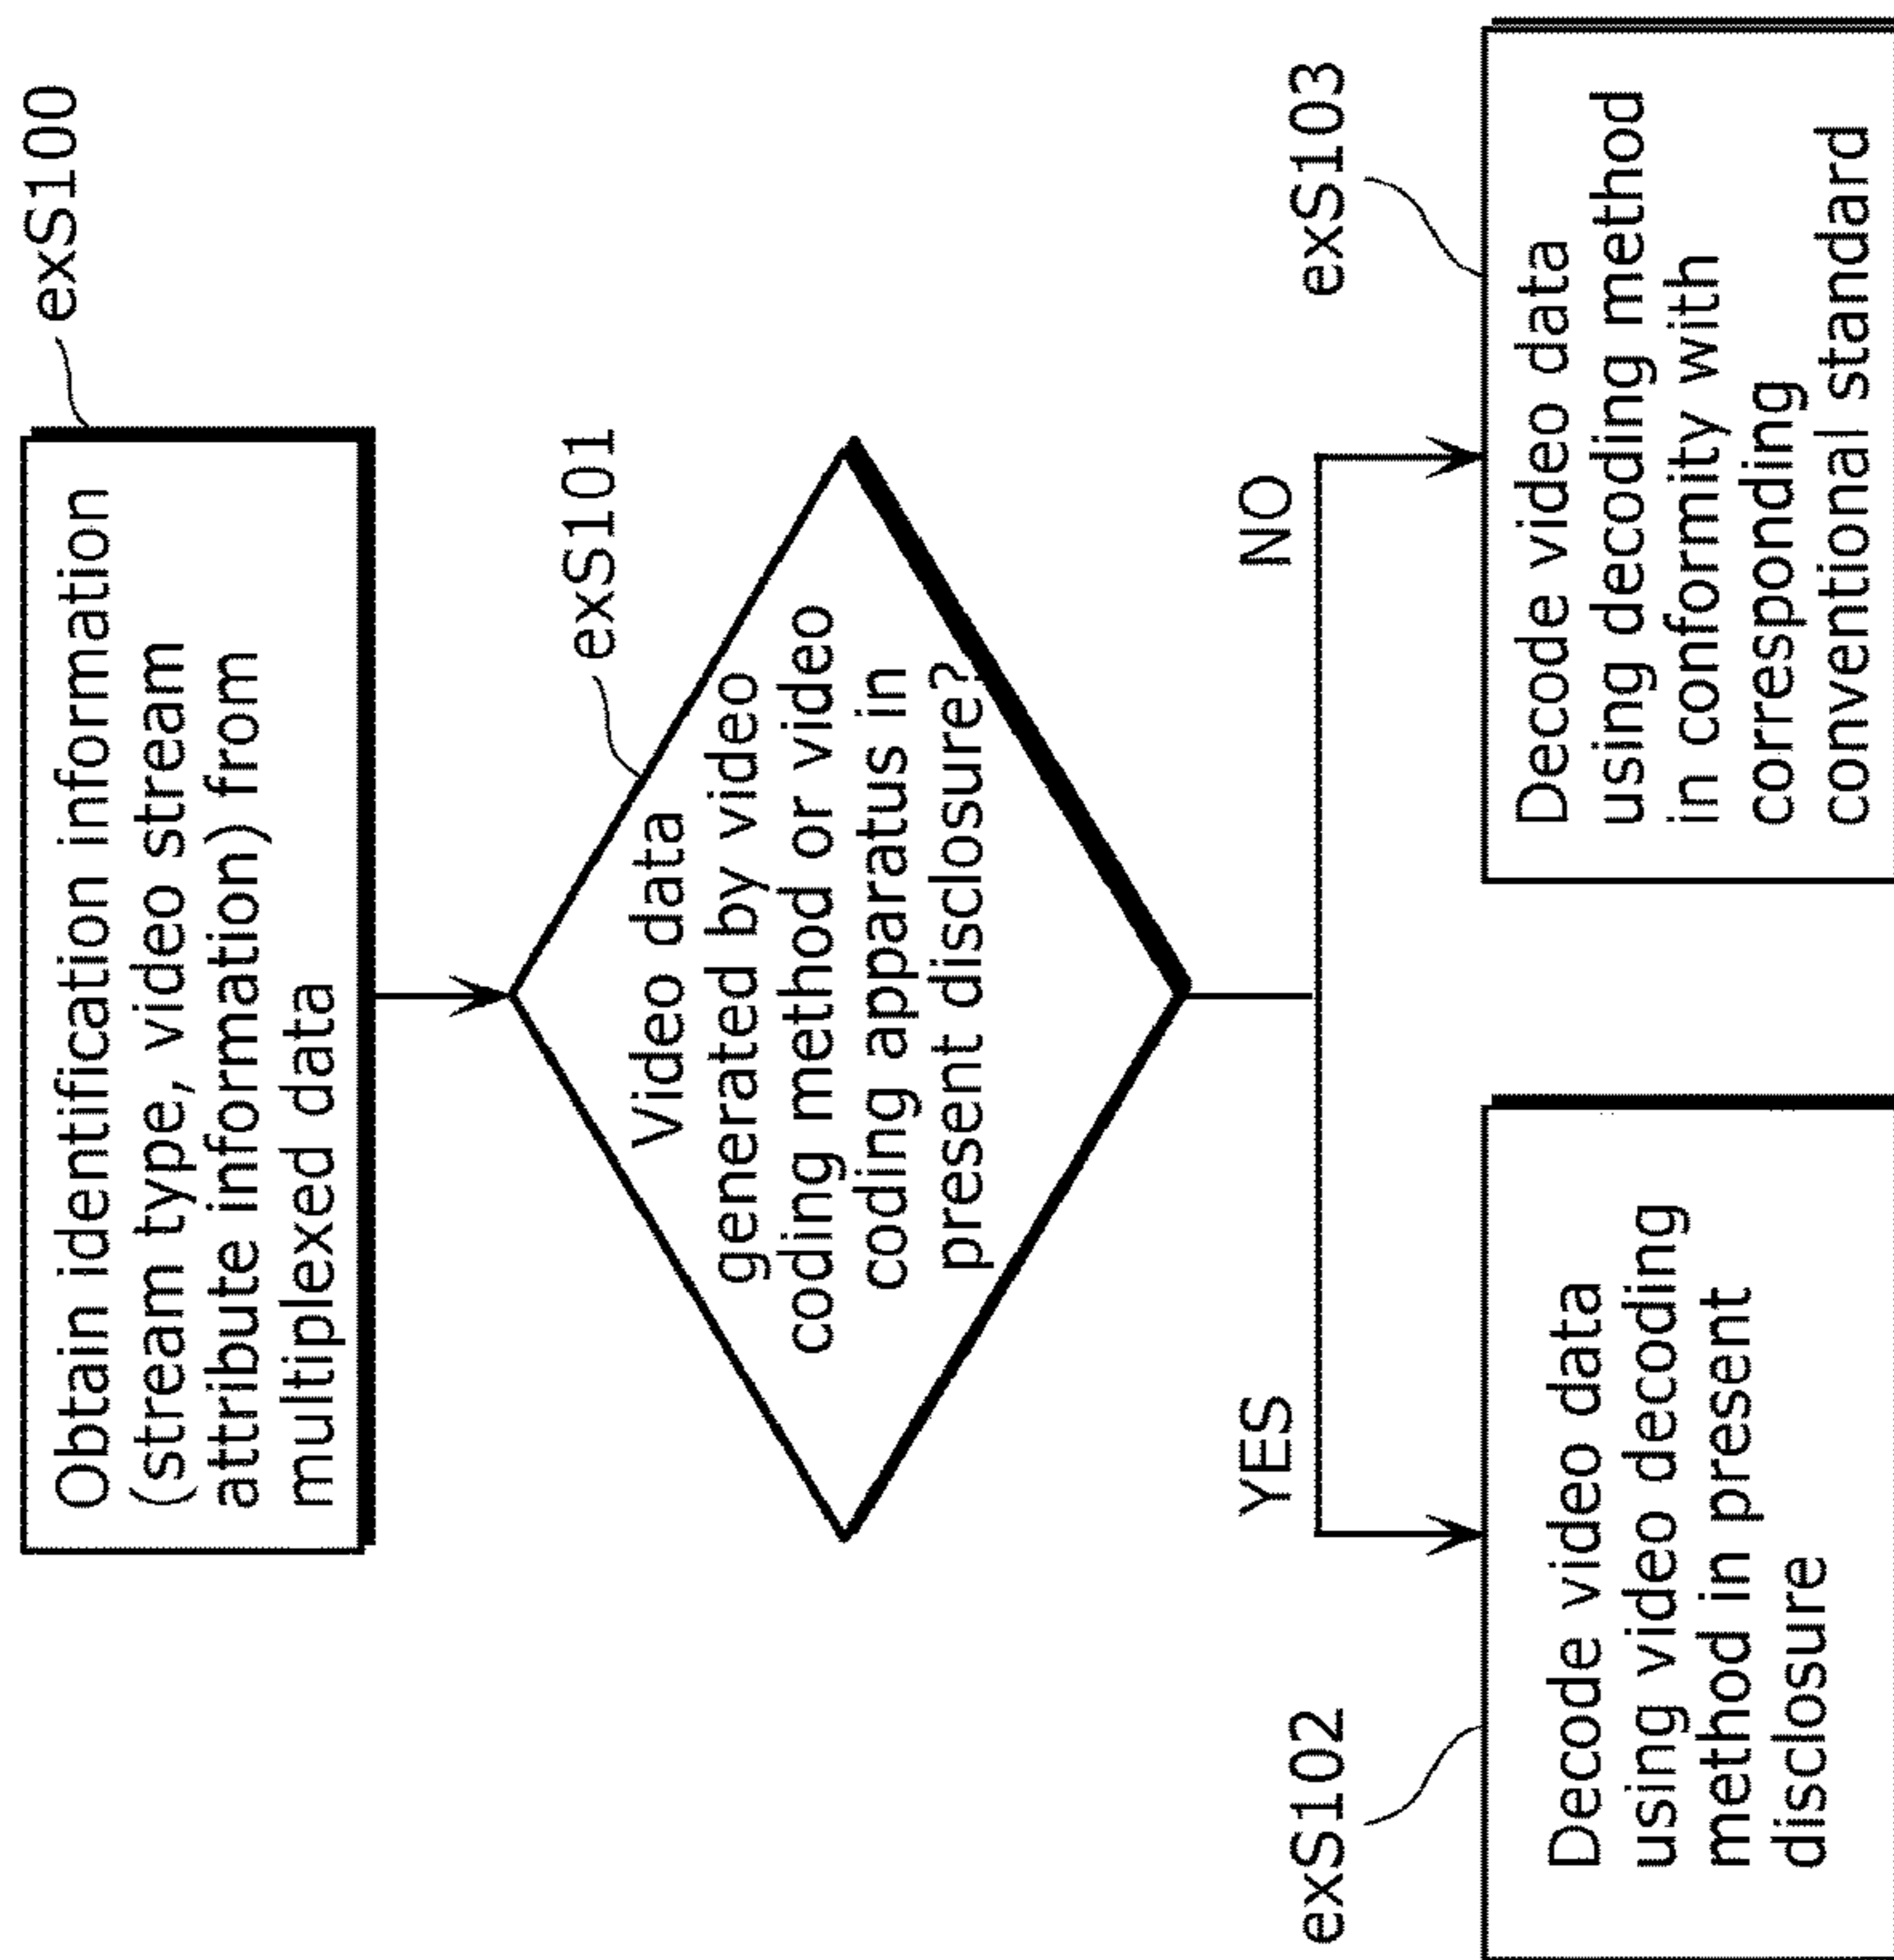 exS100
Obtain identification information
(stream type, video stream
attribute information) from
multiplexed data
exS101
Video data
generated by video
coding method or video
coding apparatus in
present disclosure?
YES
NO
exS102
Decode video data
using video decoding
method in present
disclosure
exS103
Decode video data
using decoding method
in conformity with
corresponding
conventional standard